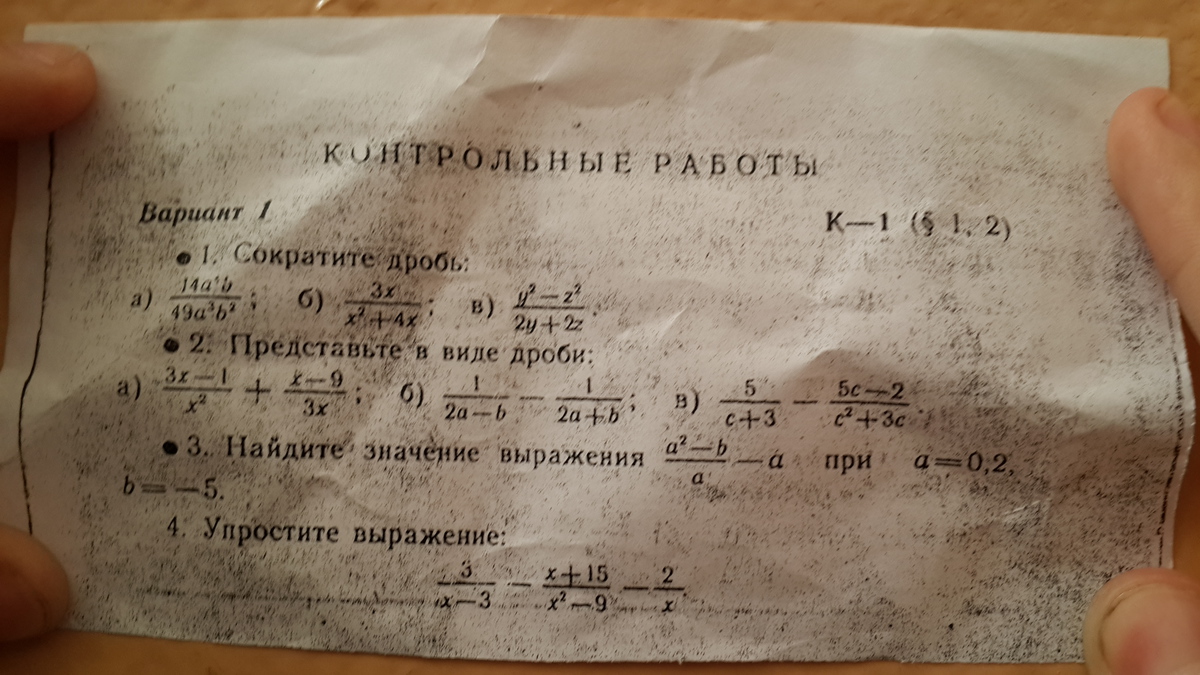 КОНТРОЛЬНЫЕ РАБОТЫ
Вариант 1 К—1 (§ 1, 2)
● 1. Сократите дробь:
а) 14a⁴b / 49a³b²; б) 3x / x²+4x; в) y²—z² / 2y+2z.
● 2. Представьте в виде дроби:
а) 3x—1 / x² + x—9 / 3x; б) 1 / 2a—b — 1 / 2a+b; в) 5 / c+3 — 5c—2 / c²+3c.
● 3. Найдите значение выражения a²—b / a —a при a=0,2,
b=—5.
4. Упростите выражение:
3 / x—3 — x+15 / x²—9 — 2 / x